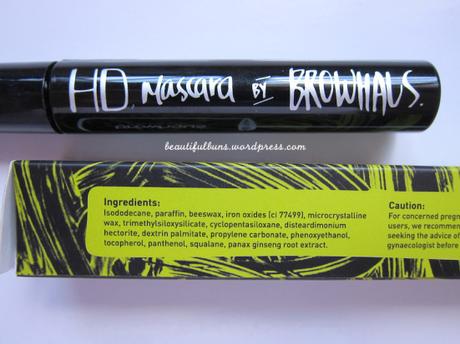 HD Mascara BY BROWHAUS.
beautifulbuns.wordpress.com
Ingredients:
Isododecane, paraffin, beeswax, iron oxides (ci 77499), microcrystalline
wax, trimethylsiloxysilicate, cyclopentasiloxane, disteardimonium
hectorite, dextrin palmitate, propylene carbonate, phenoxyethanol,
tocopherol, panthenol, squalane, panax ginseng root extract.
Caution:
For concerned pregn
users, we recommen
seeking the advice of
gynaecologist before